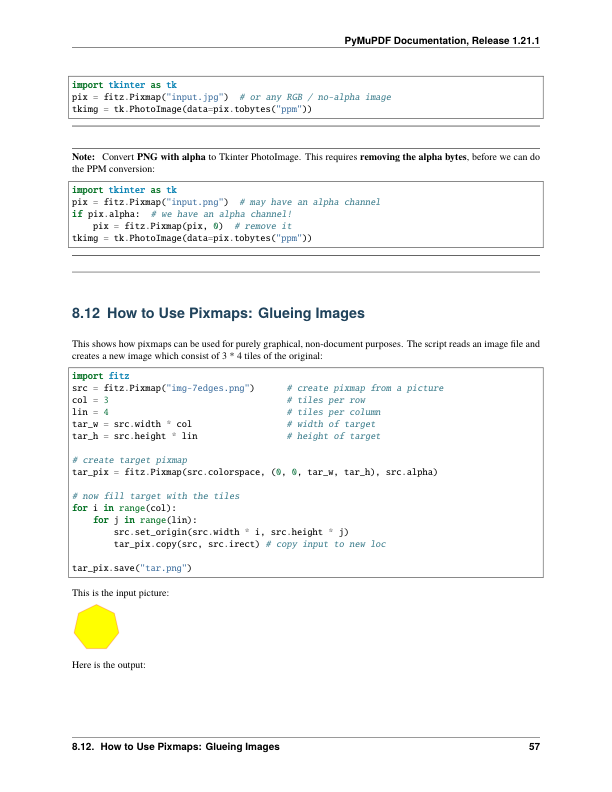 PyMuPDF Documentation, Release 1.21.1
import tkinter as tk
pix = fitz.Pixmap("input.jpg")  # or any RGB / no-alpha image
tkimg = tk.PhotoImage(data=pix.tobytes("ppm"))
Note: Convert PNG with alpha to Tkinter PhotoImage. This requires removing the alpha bytes, before we can do
the PPM conversion:
import tkinter as tk
pix = fitz.Pixmap("input.png")  # may have an alpha channel
if pix.alpha:  # we have an alpha channel!
    pix = fitz.Pixmap(pix, 0)  # remove it
tkimg = tk.PhotoImage(data=pix.tobytes("ppm"))
8.12 How to Use Pixmaps: Glueing Images
This shows how pixmaps can be used for purely graphical, non-document purposes. The script reads an image file and
creates a new image which consist of 3 * 4 tiles of the original:
import fitz
src = fitz.Pixmap("img-7edges.png")      # create pixmap from a picture
col = 3                                  # tiles per row
lin = 4                                  # tiles per column
tar_w = src.width * col                  # width of target
tar_h = src.height * lin                 # height of target
# create target pixmap
tar_pix = fitz.Pixmap(src.colorspace, (0, 0, tar_w, tar_h), src.alpha)
# now fill target with the tiles
for i in range(col):
    for j in range(lin):
        src.set_origin(src.width * i, src.height * j)
        tar_pix.copy(src, src.irect) # copy input to new loc
tar_pix.save("tar.png")
This is the input picture:
Here is the output:
8.12. How to Use Pixmaps: Glueing Images 57